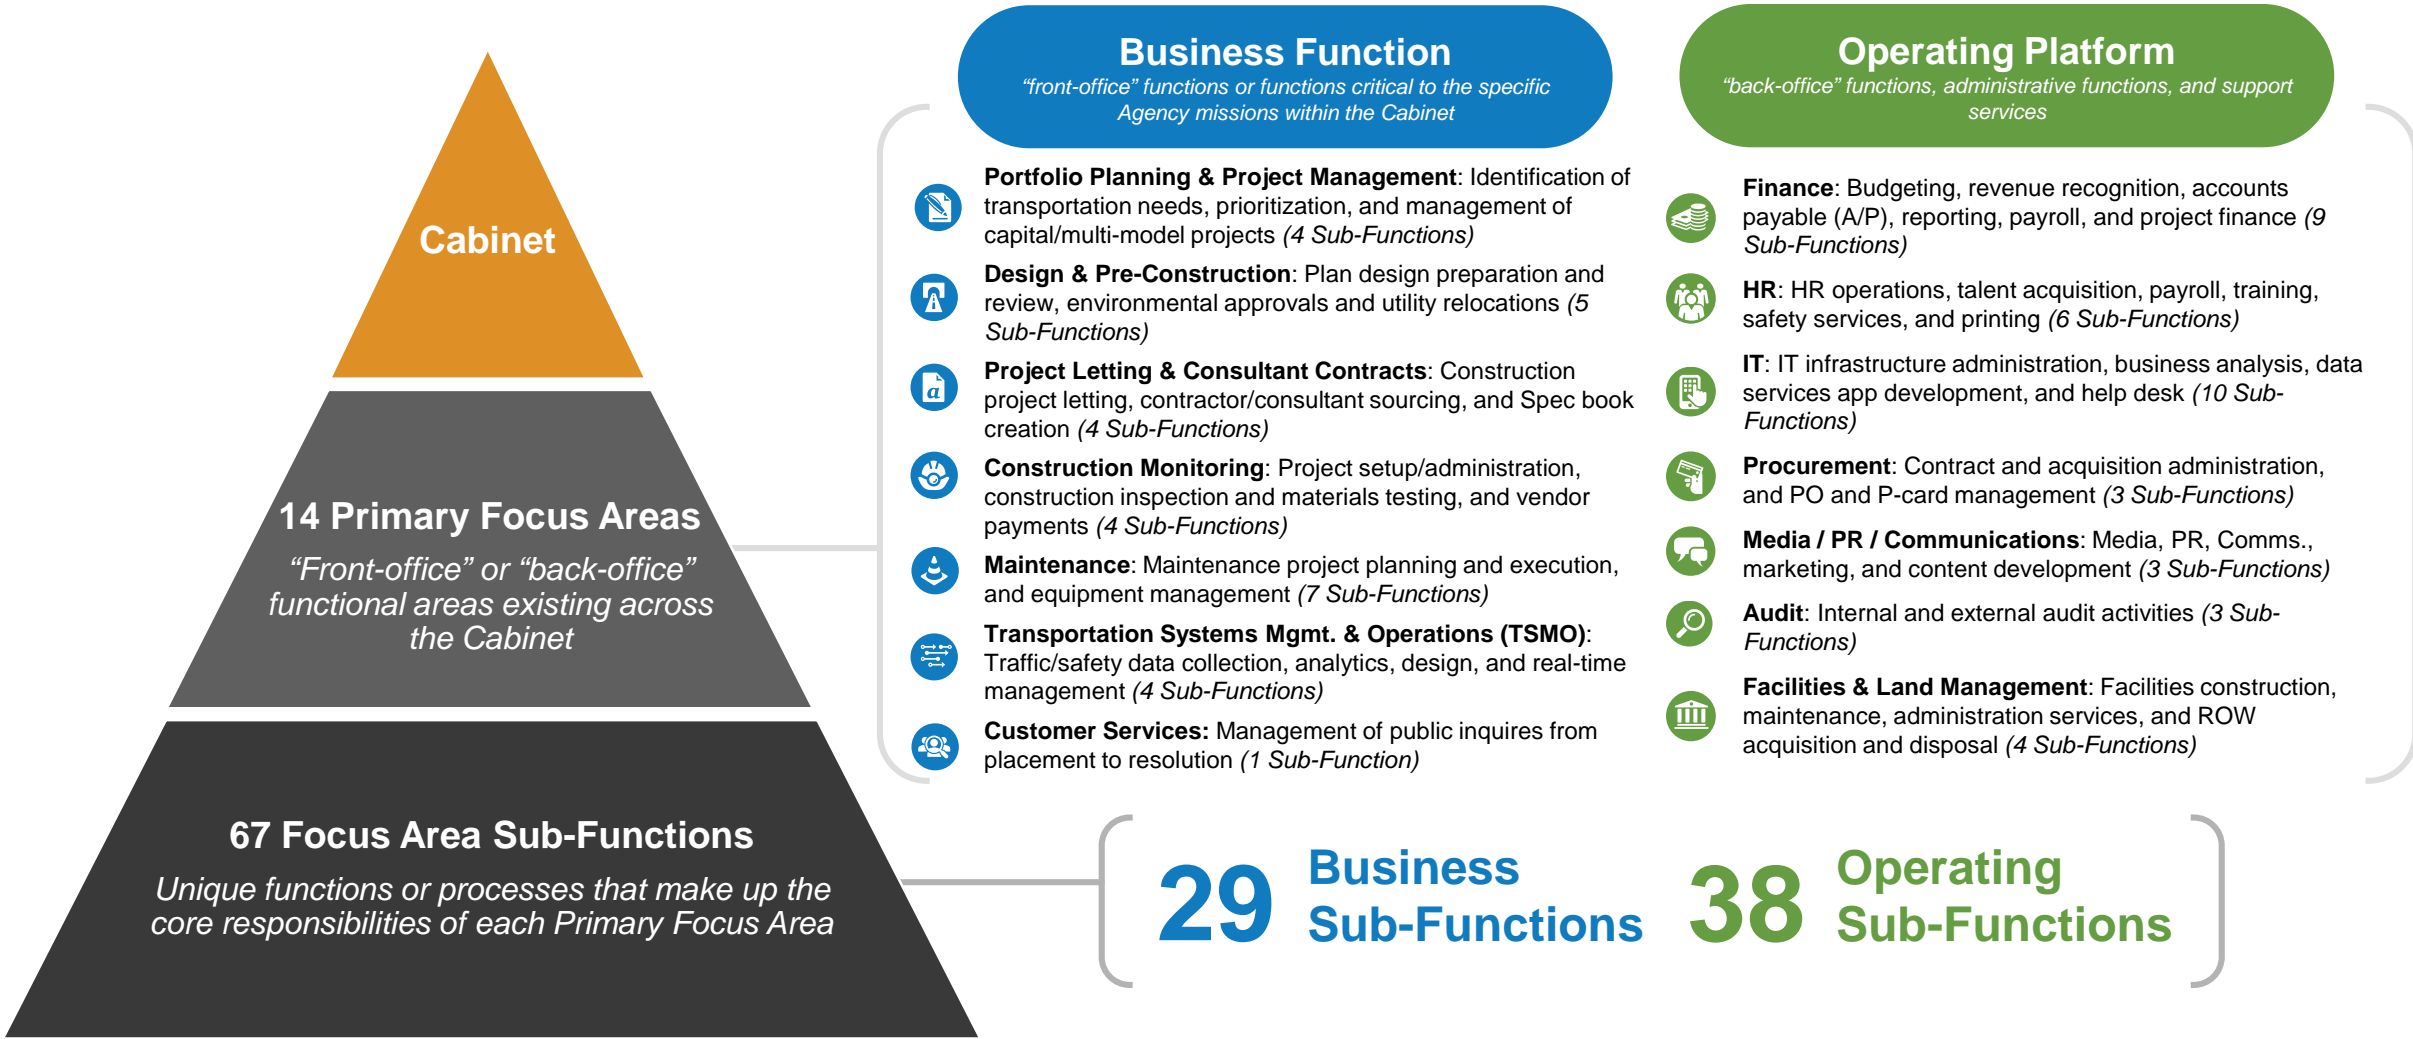 Cabinet
14 Primary Focus Areas
“Front-office” or “back-office”
functional areas existing across
the Cabinet
67 Focus Area Sub-Functions
Unique functions or processes that make up the
core responsibilities of each Primary Focus Area
Business Function
“front-office” functions or functions critical to the specific
Agency missions within the Cabinet
Portfolio Planning & Project Management: Identification of
transportation needs, prioritization, and management of
capital/multi-model projects (4 Sub-Functions)
Design & Pre-Construction: Plan design preparation and
review, environmental approvals and utility relocations (5
Sub-Functions)
a
Project Letting & Consultant Contracts: Construction
project letting, contractor/consultant sourcing, and Spec book
creation (4 Sub-Functions)
Construction Monitoring: Project setup/administration,
construction inspection and materials testing, and vendor
payments (4 Sub-Functions)
Maintenance: Maintenance project planning and execution,
and equipment management (7 Sub-Functions)
Transportation Systems Mgmt. & Operations (TSMO):
Traffic/safety data collection, analytics, design, and real-time
management (4 Sub-Functions)
Customer Services: Management of public inquires from
placement to resolution (1 Sub-Function)
Operating Platform
“back-office” functions, administrative functions, and support
services
Finance: Budgeting, revenue recognition, accounts
payable (A/P), reporting, payroll, and project finance (9
Sub-Functions)
HR: HR operations, talent acquisition, payroll, training,
safety services, and printing (6 Sub-Functions)
IT: IT infrastructure administration, business analysis, data
services app development, and help desk (10 Sub-
Functions)
Procurement: Contract and acquisition administration,
and PO and P-card management (3 Sub-Functions)
Media / PR / Communications: Media, PR, Comms.,
marketing, and content development (3 Sub-Functions)
Audit: Internal and external audit activities (3 Sub-
Functions)
Facilities & Land Management: Facilities construction,
maintenance, administration services, and ROW
acquisition and disposal (4 Sub-Functions)
29 Business
Sub-Functions
38 Operating
Sub-Functions